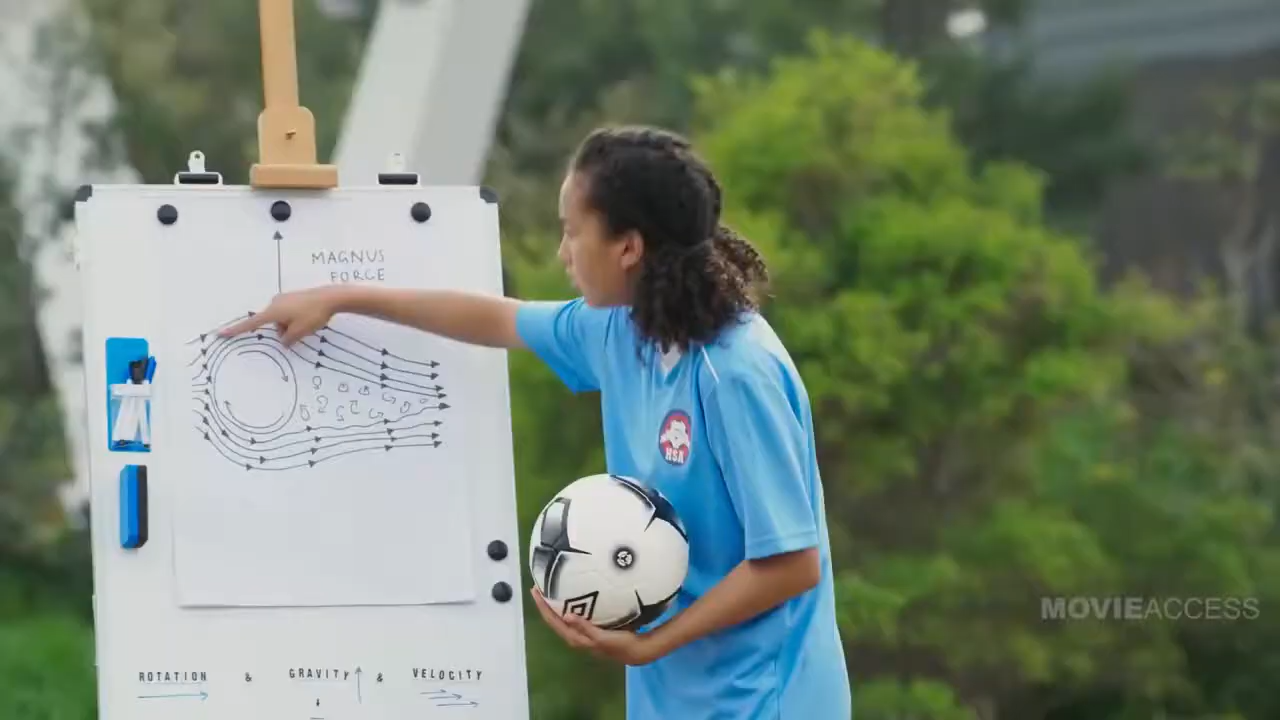 MAGNUS
FORCE
HSA
ROTATION & GRAVITY & VELOCITY
MOVIEACCESS